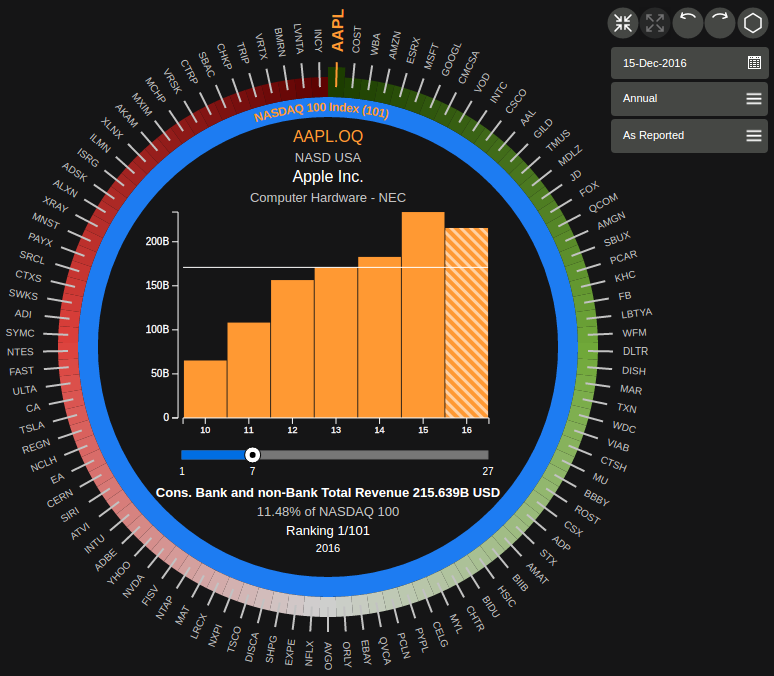 AAPL
COST
WBA
AMZN
ESRX
MSFT
GOOGL
CMCSA
VOD
INTC
CSCO
AAL
GILD
TMUS
MDLZ
JD
FOX
QCOM
AMGN
SBUX
PCAR
KHC
FB
LBTYA
WFM
DLTR
DISH
MAR
TXN
WDC
VIAB
CTSH
MU
BBBY
ROST
CSX
ADP
STX
AMAT
BIIB
HSIC
BIDU
CHTR
MYL
CELG
PYPL
PCLN
QVCA
EBAY
ORLY
AVGO
NFLX
EXPE
SHPG
DISCA
TSCO
NXPI
LRCX
MAT
NTAP
FISV
NVDA
YHOO
ADBE
INTU
ATVI
SIRI
CERN
EA
NCLH
REGN
TSLA
CA
ULTA
FAST
NTES
SYMC
ADI
SWKS
CTXS
SRCL
PAYX
MNST
XRAY
ALXN
ADSK
ISRG
ILMN
XLNX
AKAM
MXIM
MCHP
VRSK
CTRP
SBAC
CHKP
TRIP
VRTX
BMRN
LVNTA
INCY
15-Dec-2016
Annual
As Reported
NASDAQ 100 Index (101)
AAPL.OQ
NASD USA
Apple Inc.
Computer Hardware - NEC
200B
150B
100B
50B
0
10 11 12 13 14 15 16
1 7 27
Cons. Bank and non-Bank Total Revenue 215.639B USD
11.48% of NASDAQ 100
Ranking 1/101
2016